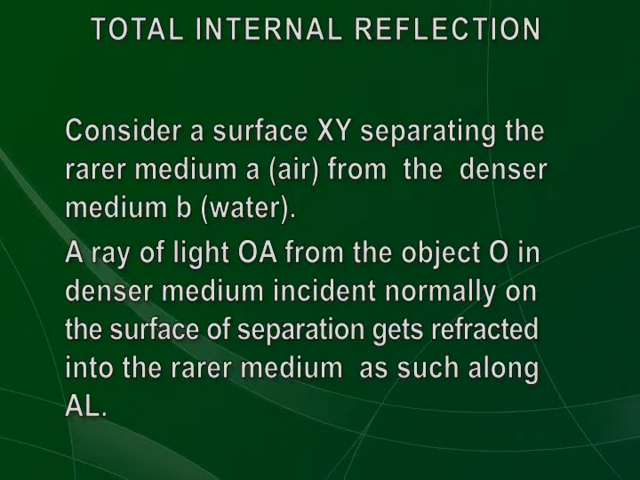 TOTAL INTERNAL REFLECTION
Consider a surface XY separating the
rarer medium a (air) from the denser
medium b (water).
A ray of light OA from the object O in
denser medium incident normally on
the surface of separation gets refracted
into the rarer medium as such along
AL.